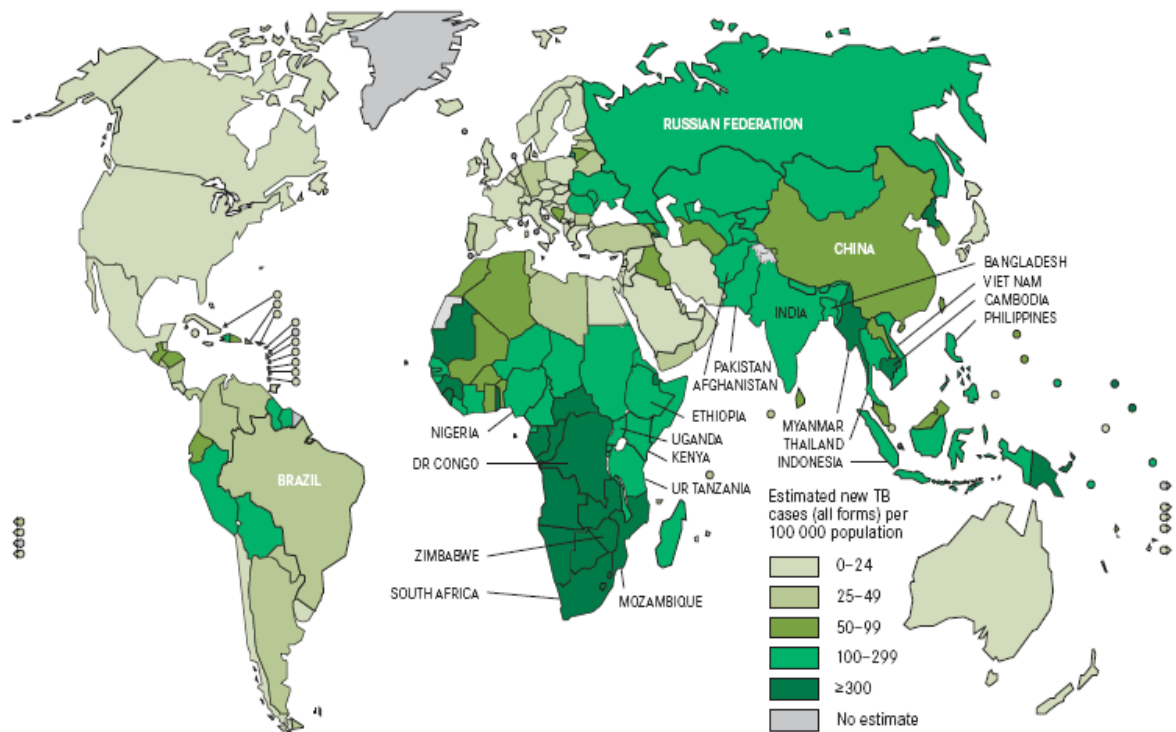 RUSSIAN FEDERATION
CHINA
BANGLADESH
VIET NAM
CAMBODIA
PHILIPPINES
INDIA
PAKISTAN
AFGHANISTAN
ETHIOPIA
MYANMAR
THAILAND
INDONESIA
NIGERIA
UGANDA
KENYA
DR CONGO
UR TANZANIA
BRAZIL
ZIMBABWE
SOUTH AFRICA
MOZAMBIQUE
Estimated new TB
cases (all forms) per
100 000 population
0–24
25–49
50–99
100–299
≥300
No estimate